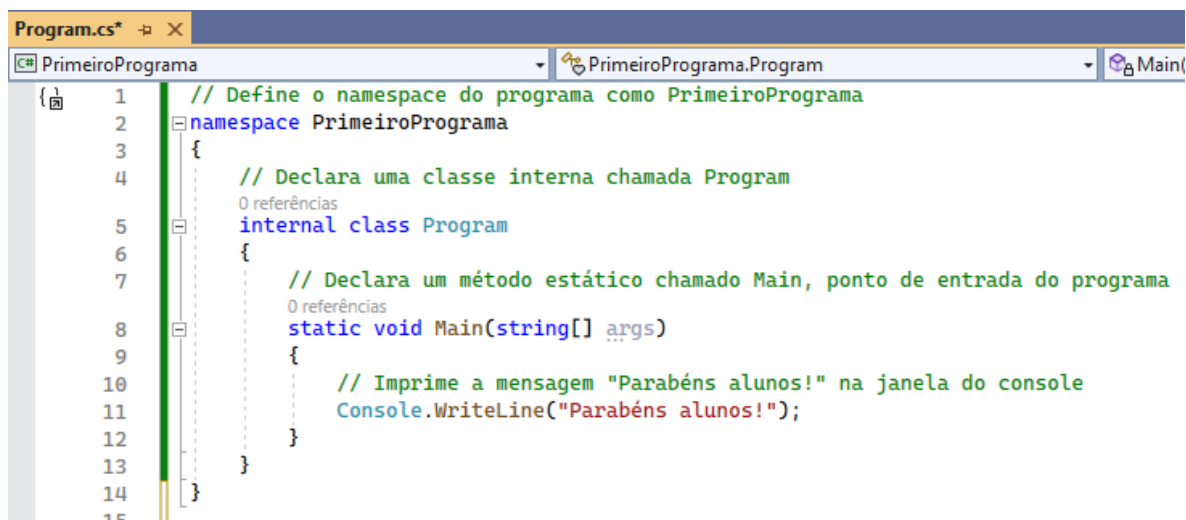 Program.cs*
C# PrimeiroPrograma PrimeiroPrograma.Program Main(
1 // Define o namespace do programa como PrimeiroPrograma
2 namespace PrimeiroPrograma
3 {
4 // Declara uma classe interna chamada Program
0 referências
5 internal class Program
6 {
7 // Declara um método estático chamado Main, ponto de entrada do programa
0 referências
8 static void Main(string[] args)
9 {
10 // Imprime a mensagem "Parabéns alunos!" na janela do console
11 Console.WriteLine("Parabéns alunos!");
12 }
13 }
14 }
15